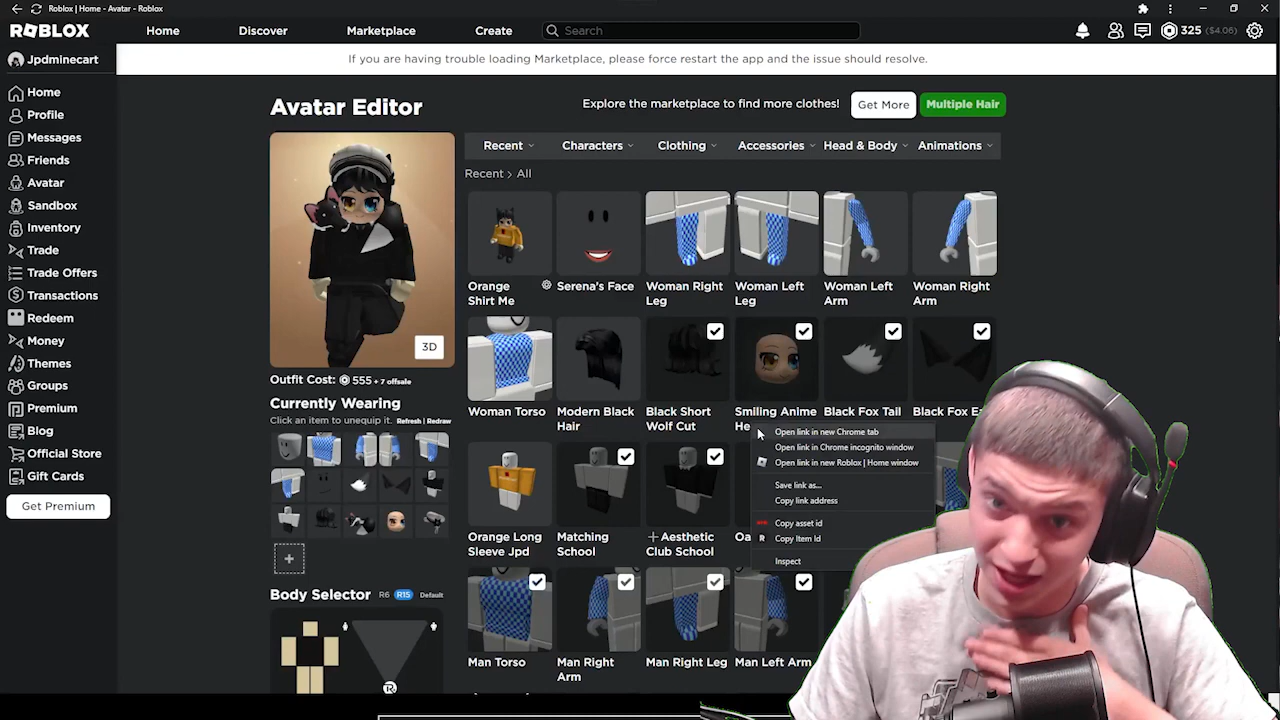 Roblox | Home - Avatar - Roblox
ROBLOX
Home
Discover
Marketplace
Create
Search
325 ($4.06)
Jpdminecart
If you are having trouble loading Marketplace, please force restart the app and the issue should resolve.
Home
Profile
Messages
Friends
Avatar
Sandbox
Inventory
Trade
Trade Offers
Transactions
Redeem
Money
Themes
Groups
Premium
Blog
Official Store
Gift Cards
Get Premium
Avatar Editor
Explore the marketplace to find more clothes!
Get More
Multiple Hair
3D
Outfit Cost: 555 + 7 offsale
Currently Wearing
Click an item to unequip it. Refresh | Redraw
+
Body Selector R6 R15 Default
Recent
Characters
Clothing
Accessories
Head & Body
Animations
Recent > All
Orange
Shirt Me
Serena's Face
Woman Right
Leg
Woman Left
Leg
Woman Left
Arm
Woman Right
Arm
Woman Torso
Modern Black
Hair
Black Short
Wolf Cut
Smiling Anime
Black Fox Tail
Black Fox
Open link in new Chrome tab
Open link in Chrome incognito window
Open link in new Roblox | Home window
Save link as...
Copy link address
Copy asset id
R Copy Item Id
Inspect
Orange Long
Sleeve Jpd
Matching
School
+ Aesthetic
Club School
Man Torso
Man Right
Arm
Man Right Leg
Man Left Arm